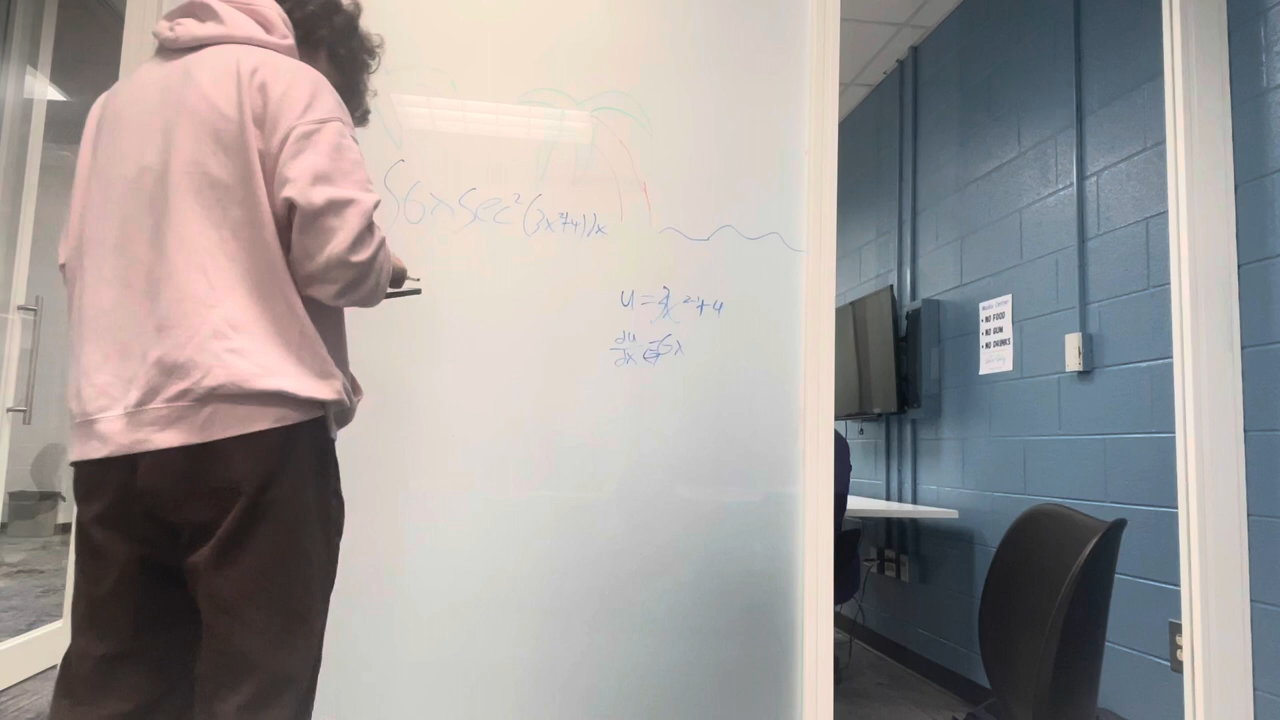 ∫6x sec²(3x²+4)dx
u = 3x²+4
du/dx = 6x
• NO FOOD
• NO GUM
• NO DRINKS